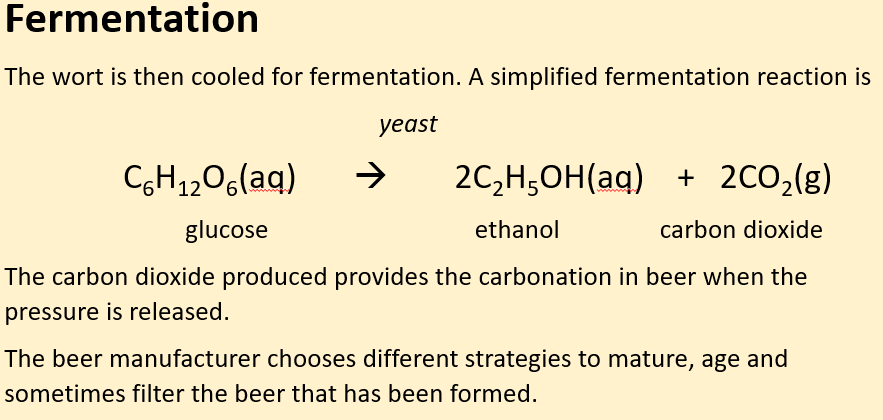 Fermentation
The wort is then cooled for fermentation. A simplified fermentation reaction is
yeast
C₆H₁₂O₆(aq) → 2C₂H₅OH(aq) + 2CO₂(g)
glucose ethanol carbon dioxide
The carbon dioxide produced provides the carbonation in beer when the
pressure is released.
The beer manufacturer chooses different strategies to mature, age and
sometimes filter the beer that has been formed.